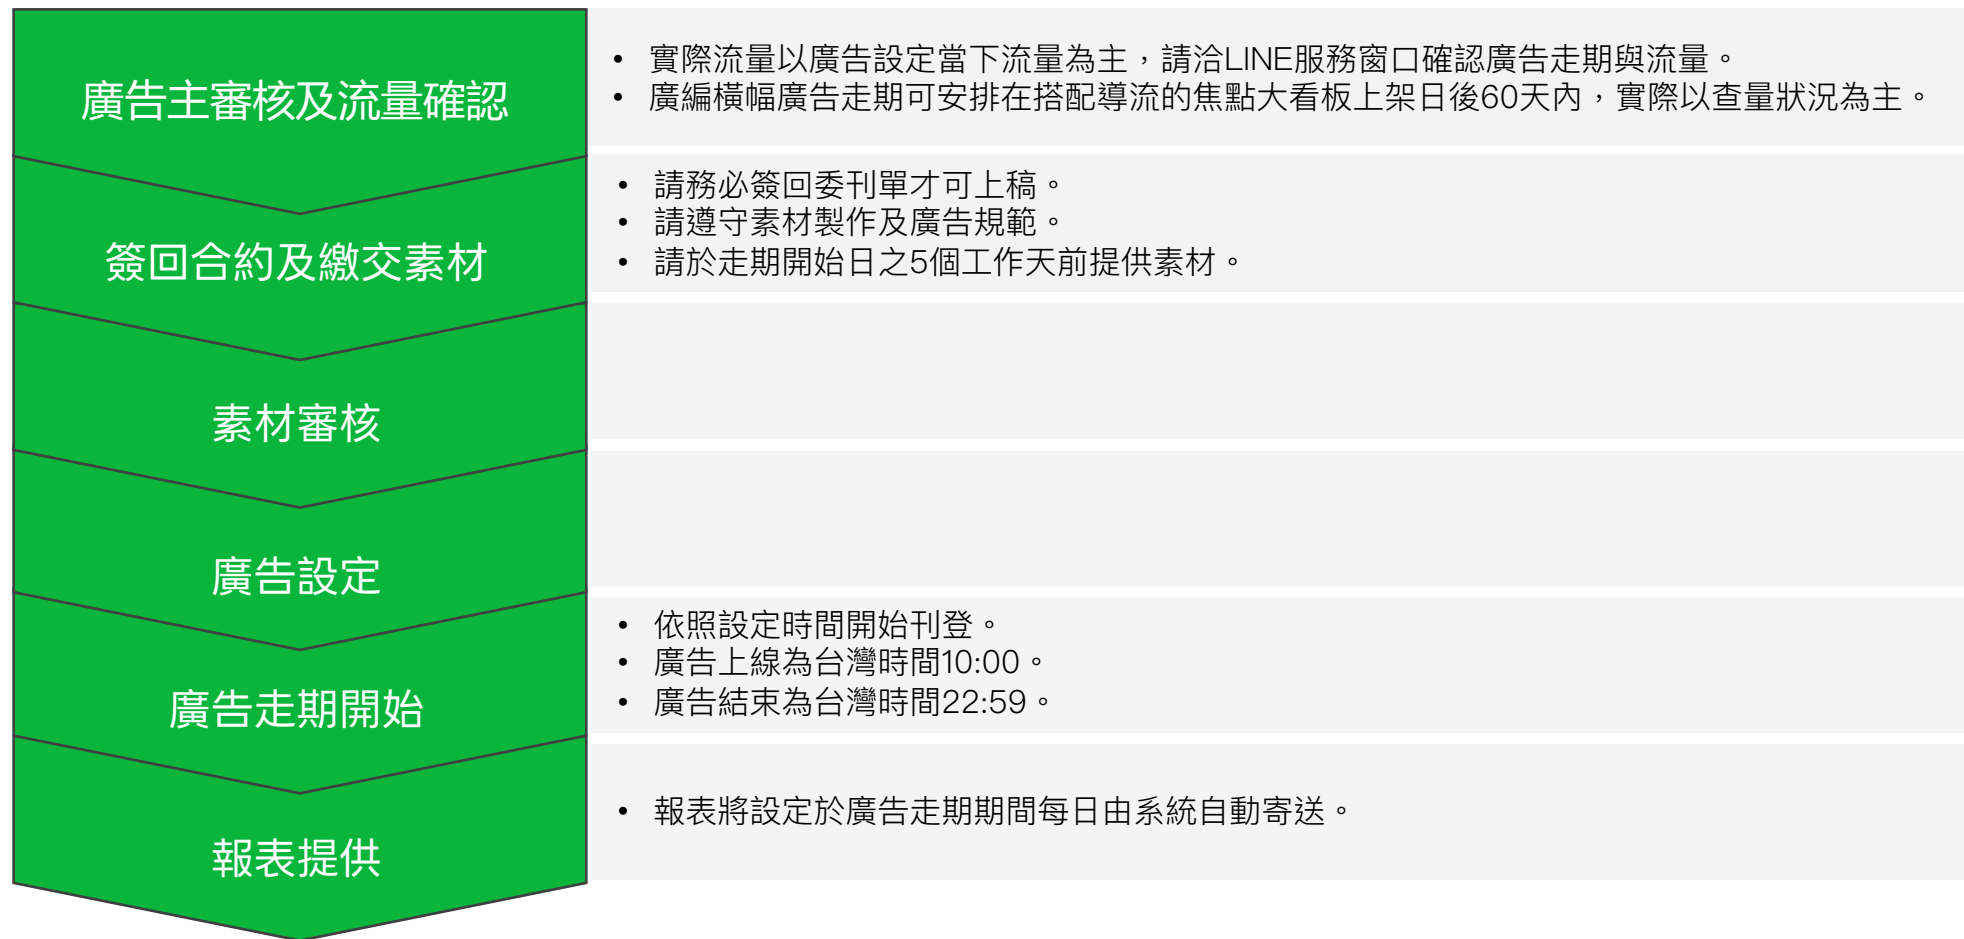 廣告主審核及流量確認
• 實際流量以廣告設定當下流量為主，請洽LINE服務窗口確認廣告走期與流量。
• 廣編橫幅廣告走期可安排在搭配導流的焦點大看板上架日後60天內，實際以查量狀況為主。
簽回合約及繳交素材
• 請務必簽回委刊單才可上稿。
• 請遵守素材製作及廣告規範。
• 請於走期開始日之5個工作天前提供素材。
素材審核
廣告設定
廣告走期開始
• 依照設定時間開始刊登。
• 廣告上線為台灣時間10:00。
• 廣告結束為台灣時間22:59。
報表提供
• 報表將設定於廣告走期期間每日由系統自動寄送。